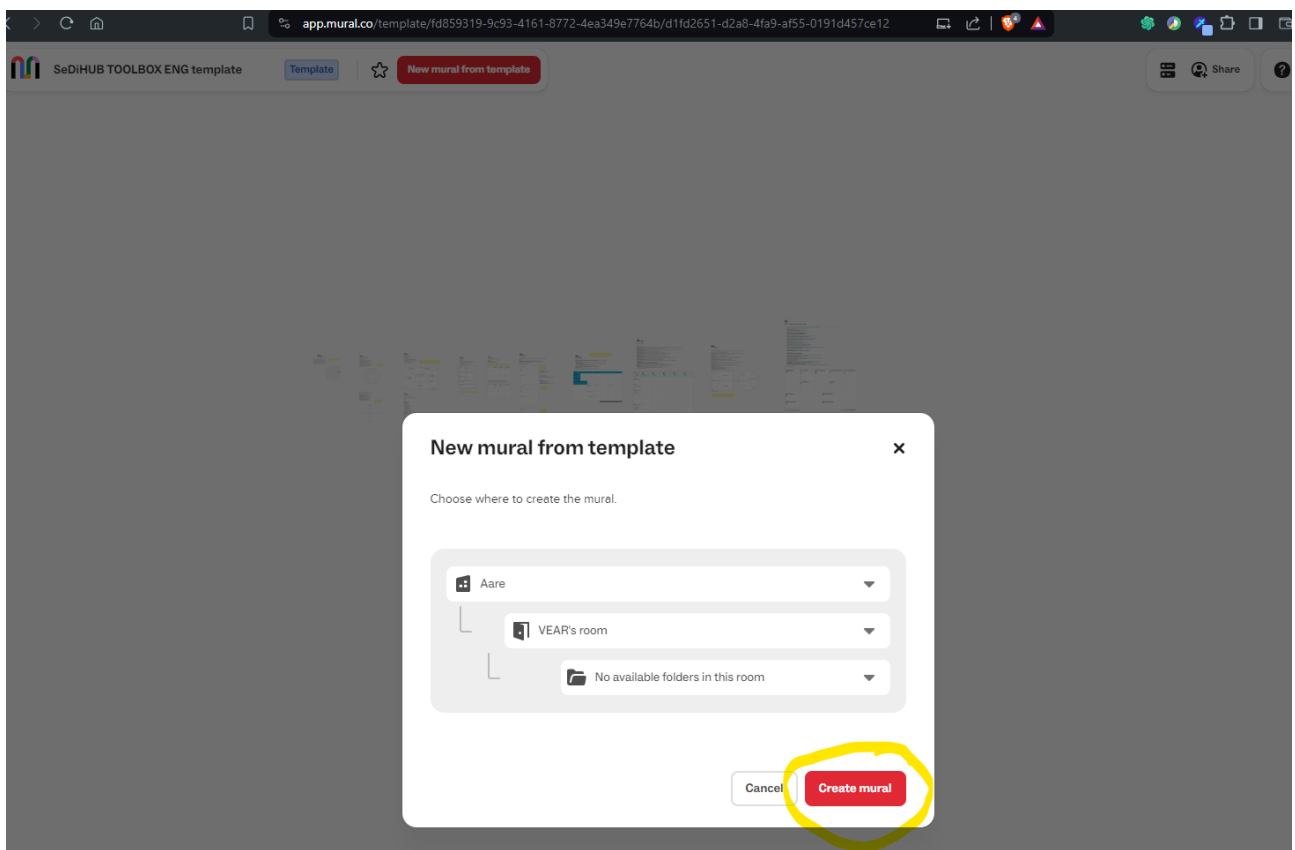 app.mural.co/template/fd859319-9c93-4161-8772-4ea349e7764b/d1fd2651-d2a8-4fa9-af55-0191d457ce12
SeDiHUB TOOLBOX ENG template
Template
New mural from template
Share
New mural from template
Choose where to create the mural.
Aare
VEAR's room
No available folders in this room
Cancel
Create mural